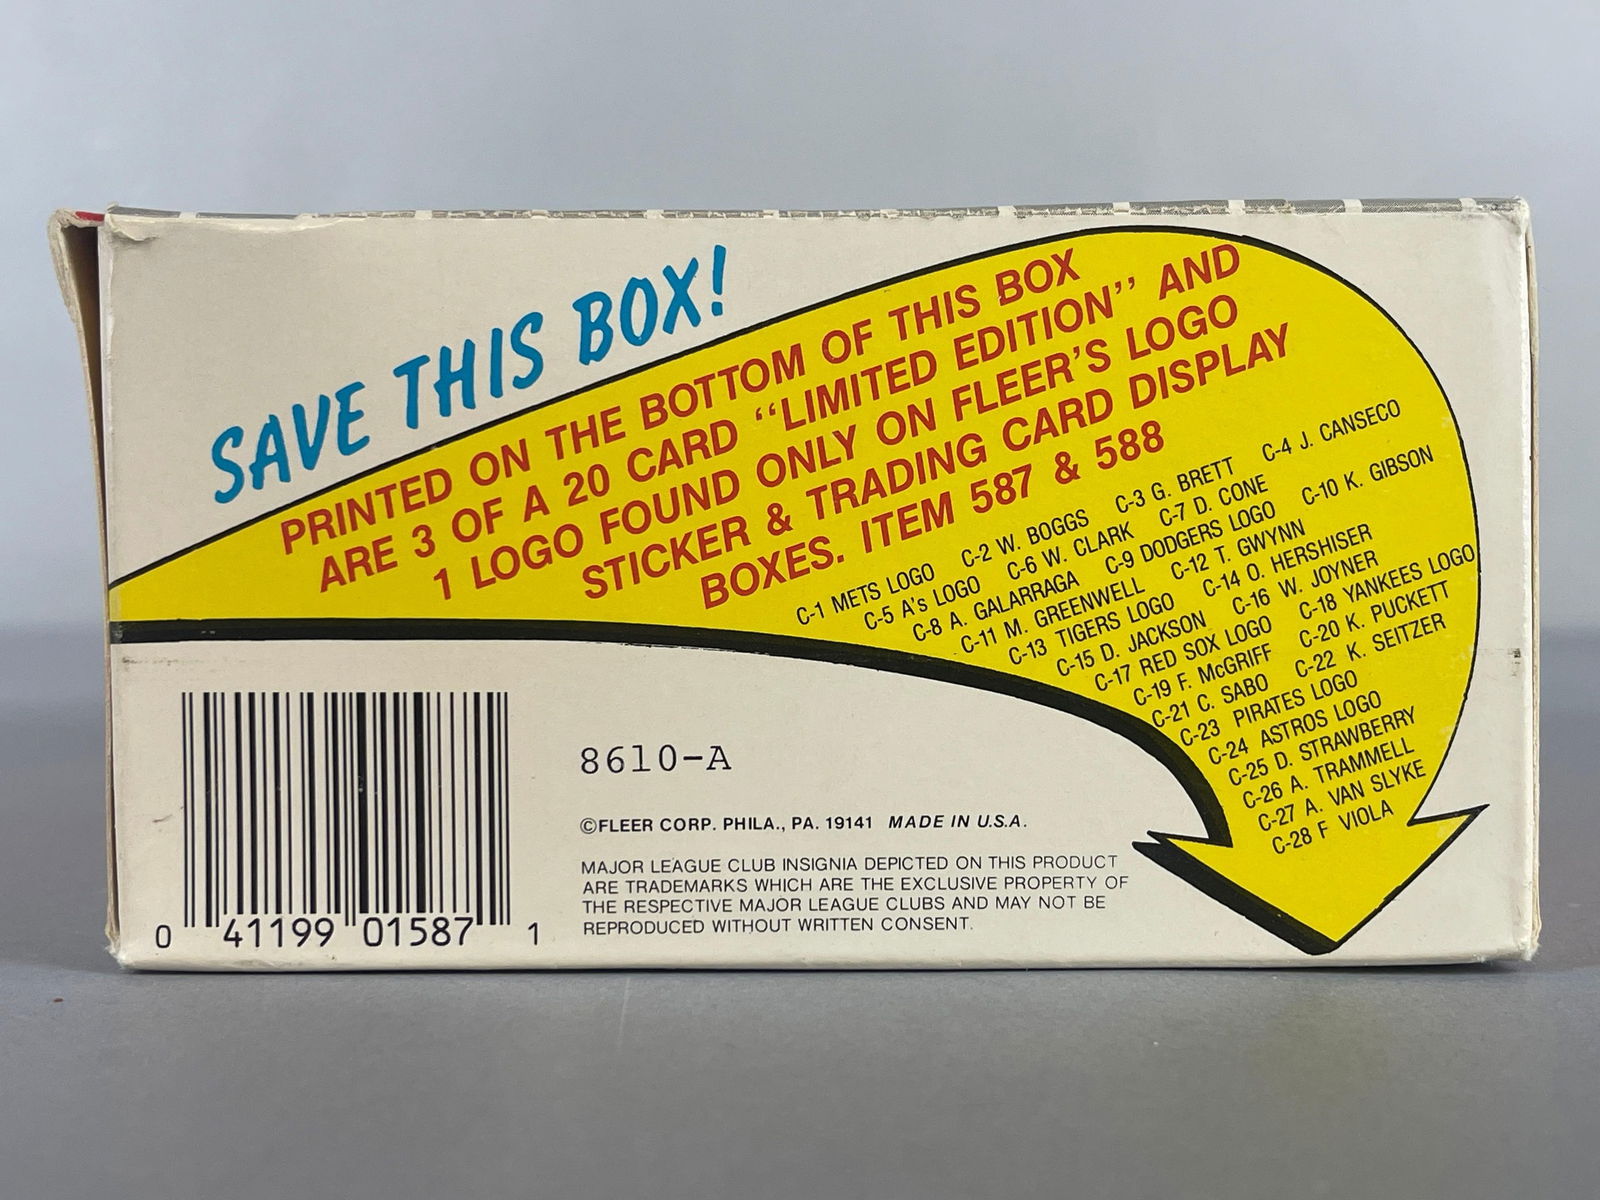 SAVE THIS BOX!
PRINTED ON THE BOTTOM OF THIS BOX
ARE 3 OF A 20 CARD “LIMITED EDITION” AND
1 LOGO FOUND ONLY ON FLEER’S LOGO
STICKER & TRADING CARD DISPLAY
BOXES. ITEM 587 & 588
C-1 METS LOGO C-2 W. BOGGS C-3 G. BRETT C-4 J. CANSECO
C-5 A's LOGO C-6 W. CLARK C-7 D. CONE
C-8 A. GALARRAGA C-9 DODGERS LOGO C-10 K. GIBSON
C-11 M. GREENWELL C-12 T. GWYNN
C-13 TIGERS LOGO C-14 O. HERSHISER
C-15 D. JACKSON C-16 W. JOYNER
C-17 RED SOX LOGO C-18 YANKEES LOGO
C-19 F. McGRIFF C-20 K. PUCKETT
C-21 C. SABO C-22 K. SEITZER
C-23 PIRATES LOGO
C-24 ASTROS LOGO
C-25 D. STRAWBERRY
C-26 A. TRAMMELL
C-27 A. VAN SLYKE
C-28 F VIOLA
8610-A
©FLEER CORP. PHILA., PA. 19141 MADE IN U.S.A.
MAJOR LEAGUE CLUB INSIGNIA DEPICTED ON THIS PRODUCT
ARE TRADEMARKS WHICH ARE THE EXCLUSIVE PROPERTY OF
THE RESPECTIVE MAJOR LEAGUE CLUBS AND MAY NOT BE
REPRODUCED WITHOUT WRITTEN CONSENT.
0 41199 01587 1